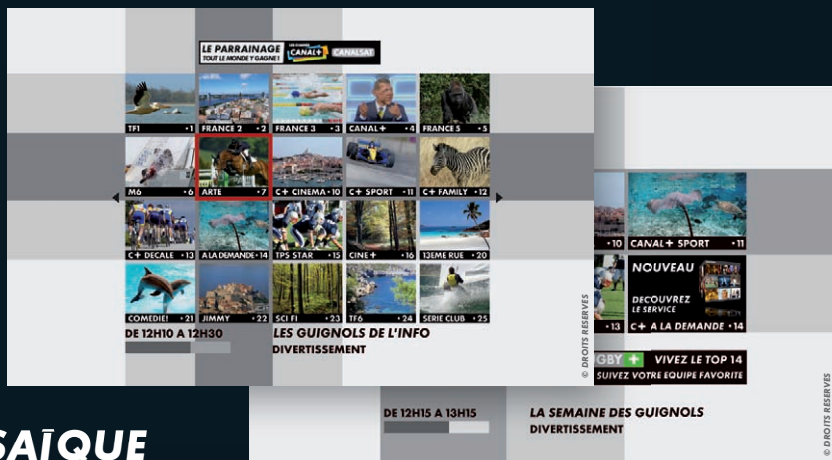 LE PARRAINAGE
TOUT LE MONDE Y GAGNE!
LES CHAINES
CANAL+
CANALSAT
TF1 •1
FRANCE 2 •2
FRANCE 3 •3
CANAL+ •4
FRANCE 5 •5
M6 •6
ARTE •7
C+ CINEMA •10
C+ SPORT •11
C+ FAMILY •12
C+ DECALE •13
A LA DEMANDE •14
TPS STAR •15
CINE+ •16
13EME RUE •20
COMEDIE! •21
JIMMY •22
SCI FI •23
TF6 •24
SERIE CLUB •25
DE 12H10 A 12H30
LES GUIGNOLS DE L'INFO
DIVERTISSEMENT
© DROITS RESERVES
•10
CANAL+ SPORT •11
•13
NOUVEAU
DECOUVREZ
LE SERVICE
C+ A LA DEMANDE •14
GBY +
VIVEZ LE TOP 14
SUIVEZ VOTRE EQUIPE FAVORITE
DE 12H15 A 13H15
LA SEMAINE DES GUIGNOLS
DIVERTISSEMENT
© DROITS RESERVES
SAÏQUE